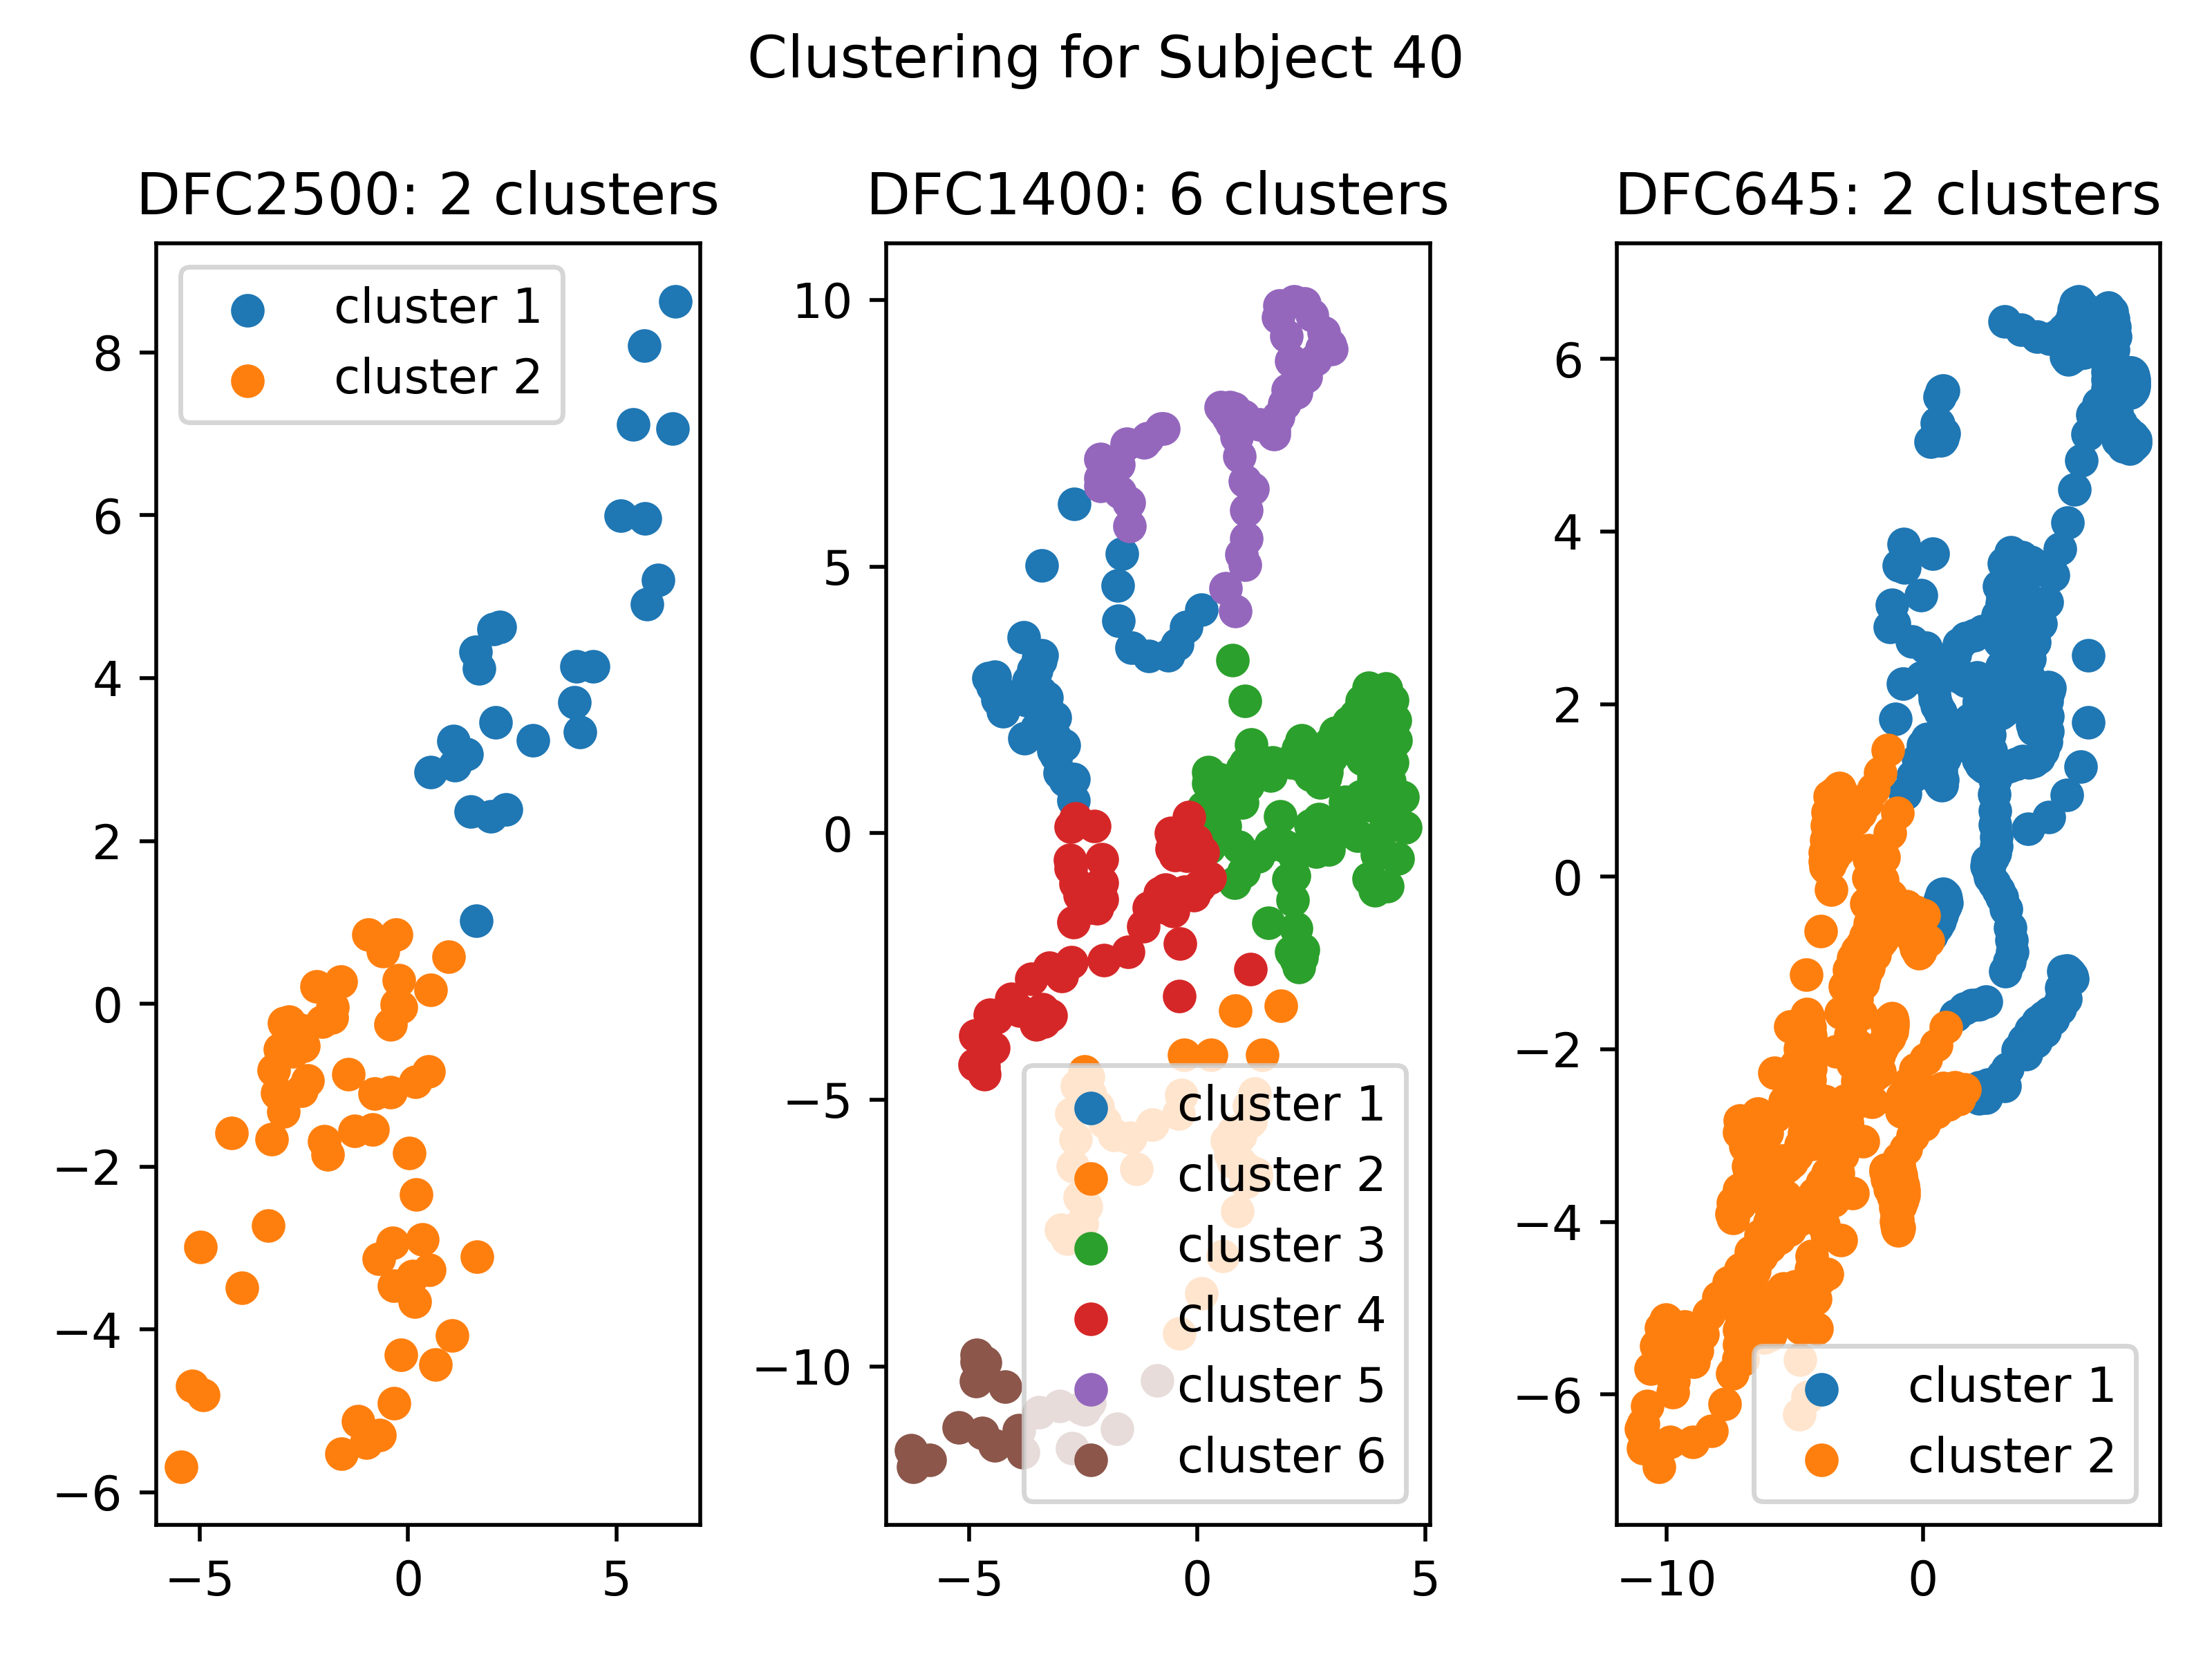 Clustering for Subject 40
DFC2500: 2 clusters
cluster 1
cluster 2
8
6
4
2
0
−2
−4
−6
−5
0
5
DFC1400: 6 clusters
10
5
0
−5
−10
cluster 1
cluster 2
cluster 3
cluster 4
cluster 5
cluster 6
−5
0
5
DFC645: 2 clusters
6
4
2
0
−2
−4
−6
cluster 1
cluster 2
−10
0